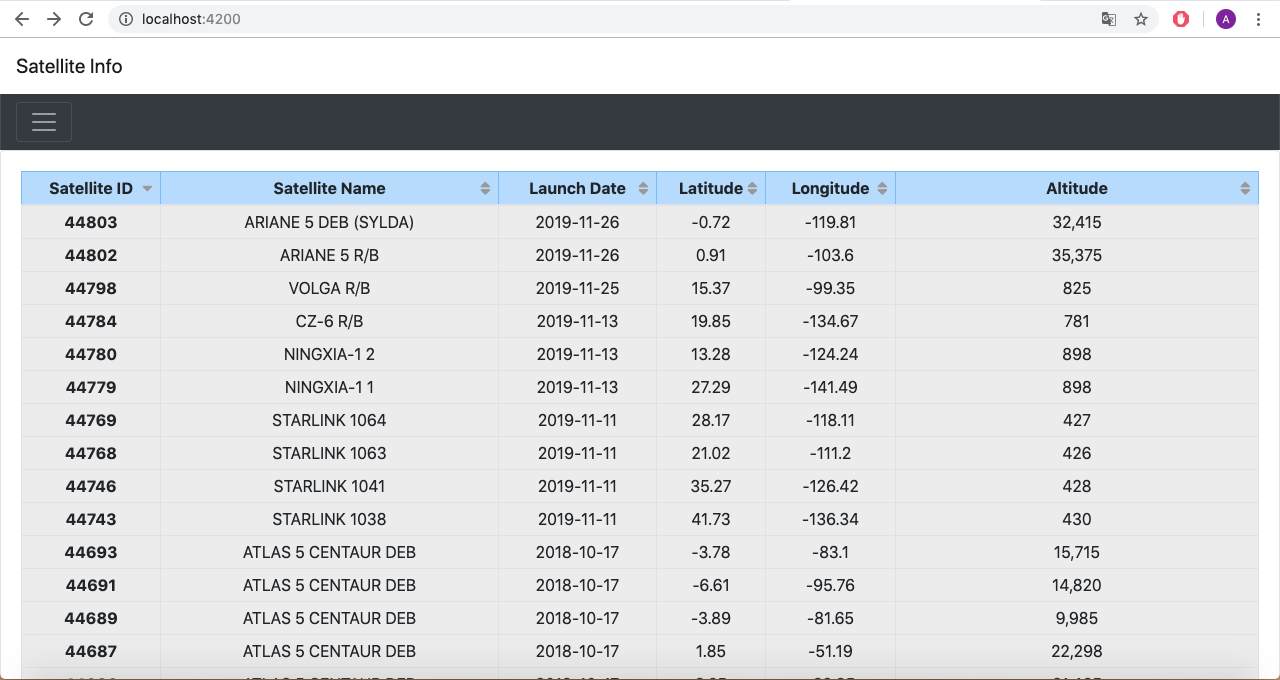 localhost:4200
A
Satellite Info
Satellite ID Satellite Name Launch Date Latitude Longitude Altitude
44803 ARIANE 5 DEB (SYLDA) 2019-11-26 -0.72 -119.81 32,415
44802 ARIANE 5 R/B 2019-11-26 0.91 -103.6 35,375
44798 VOLGA R/B 2019-11-25 15.37 -99.35 825
44784 CZ-6 R/B 2019-11-13 19.85 -134.67 781
44780 NINGXIA-1 2 2019-11-13 13.28 -124.24 898
44779 NINGXIA-1 1 2019-11-13 27.29 -141.49 898
44769 STARLINK 1064 2019-11-11 28.17 -118.11 427
44768 STARLINK 1063 2019-11-11 21.02 -111.2 426
44746 STARLINK 1041 2019-11-11 35.27 -126.42 428
44743 STARLINK 1038 2019-11-11 41.73 -136.34 430
44693 ATLAS 5 CENTAUR DEB 2018-10-17 -3.78 -83.1 15,715
44691 ATLAS 5 CENTAUR DEB 2018-10-17 -6.61 -95.76 14,820
44689 ATLAS 5 CENTAUR DEB 2018-10-17 -3.89 -81.65 9,985
44687 ATLAS 5 CENTAUR DEB 2018-10-17 1.85 -51.19 22,298